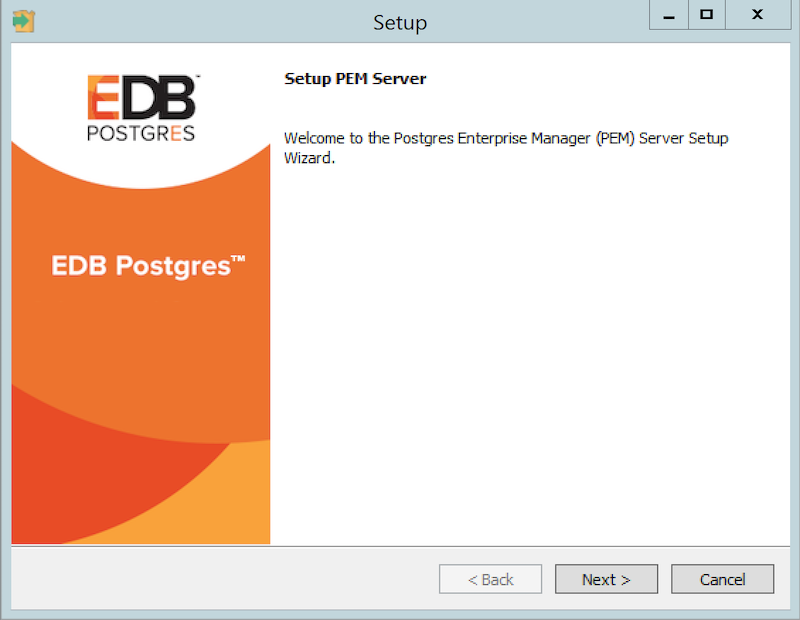 Setup
EDB™
POSTGRES
EDB Postgres™
Setup PEM Server
Welcome to the Postgres Enterprise Manager (PEM) Server Setup
Wizard.
< Back
Next >
Cancel